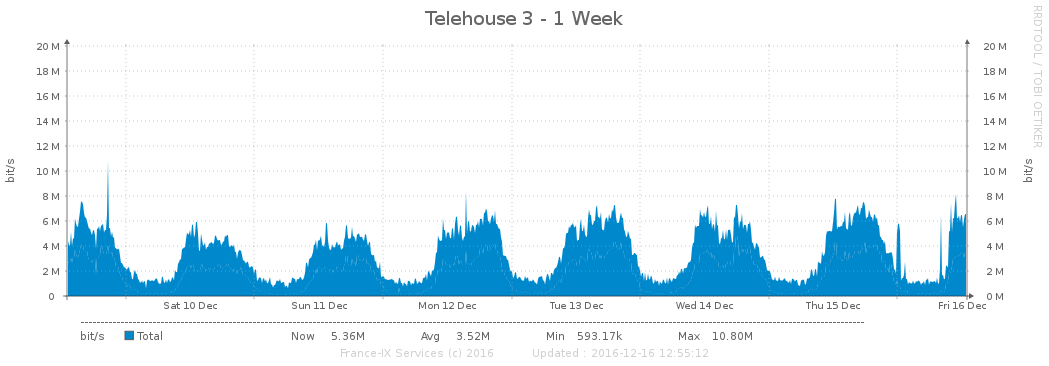 Telehouse 3 - 1 Week
RRDTOOL / TOBI OETIKER
20 M 20 M
18 M 18 M
16 M 16 M
14 M 14 M
12 M 12 M
10 M 10 M
8 M 8 M
6 M 6 M
4 M 4 M
2 M 2 M
0 0 M
bit/s bit/s
Sat 10 Dec Sun 11 Dec Mon 12 Dec Tue 13 Dec Wed 14 Dec Thu 15 Dec Fri 16 Dec
bit/s Total Now 5.36M Avg 3.52M Min 593.17k Max 10.80M
France-IX Services (c) 2016 Updated : 2016-12-16 12:55:12